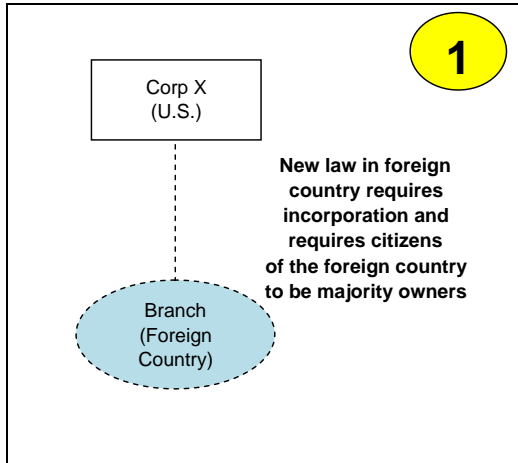 1
Corp X
(U.S.)
New law in foreign
country requires
incorporation and
requires citizens
of the foreign country
to be majority owners
Branch
(Foreign
Country)